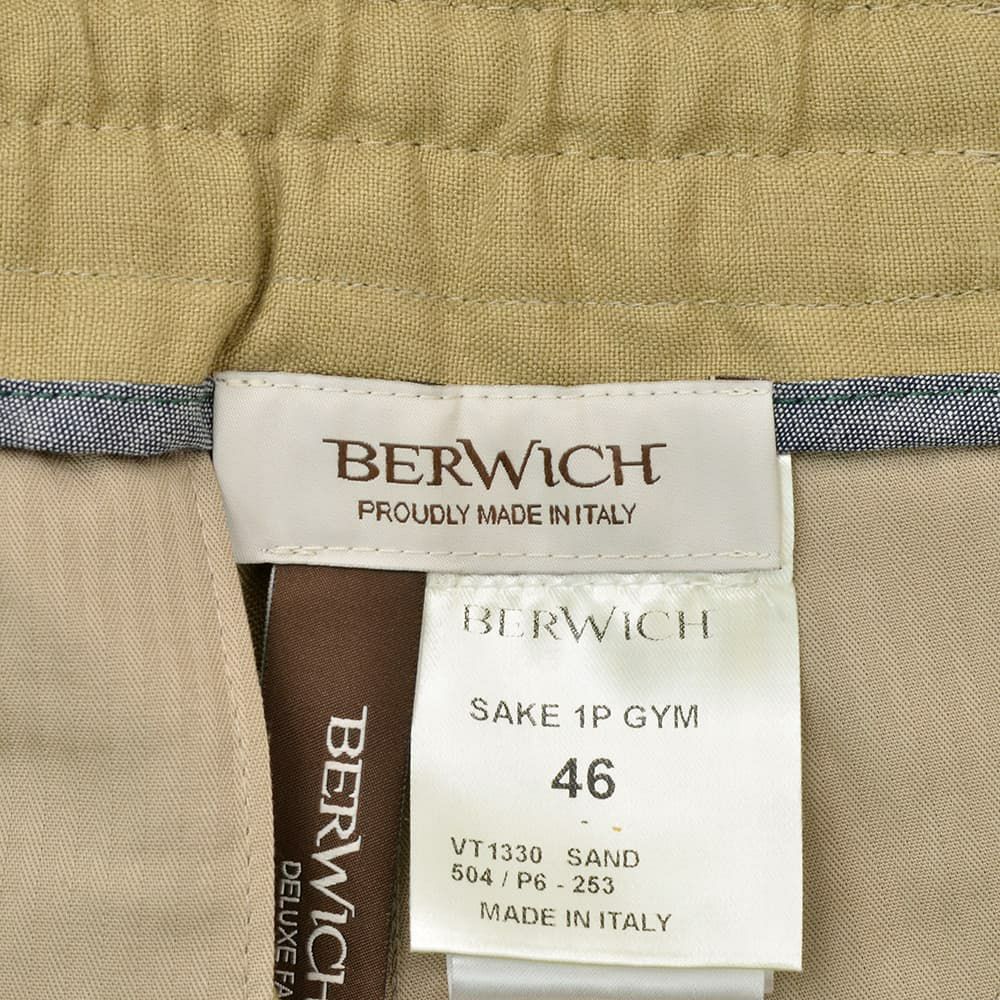 BERWICH
PROUDLY MADE IN ITALY
BERWICH
SAKE 1P GYM
46
VT1330 SAND
504 / P6 - 253
MADE IN ITALY
BERWICH
DELUXE